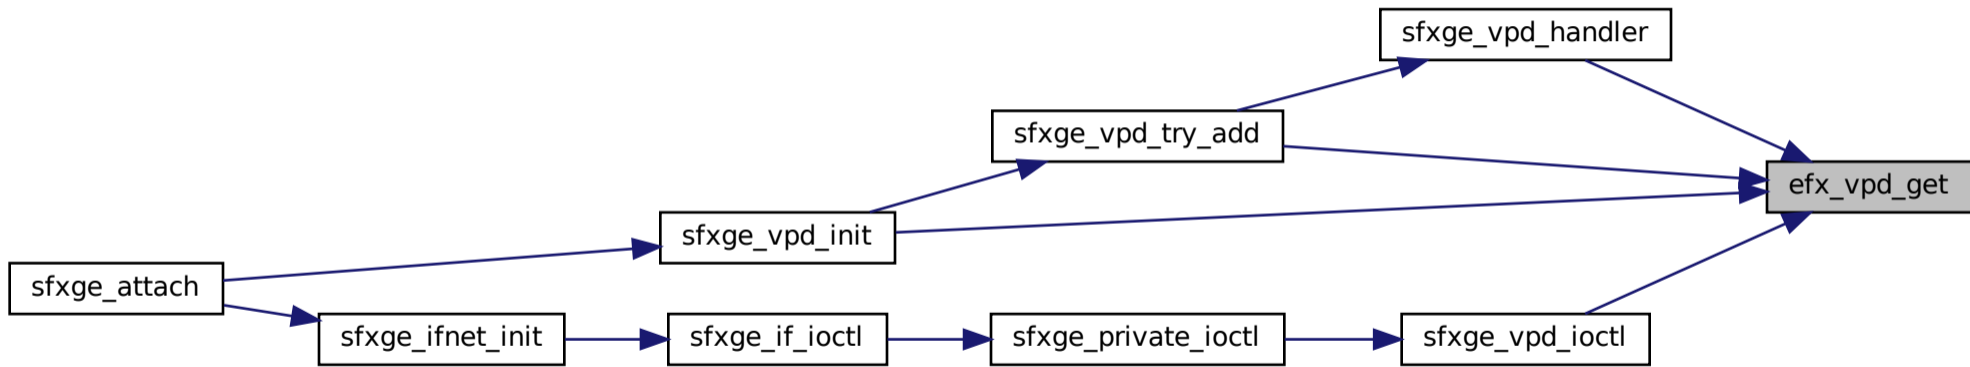 sfxge_vpd_handler
sfxge_vpd_try_add
efx_vpd_get
sfxge_vpd_init
sfxge_attach
sfxge_ifnet_init
sfxge_if_ioctl
sfxge_private_ioctl
sfxge_vpd_ioctl